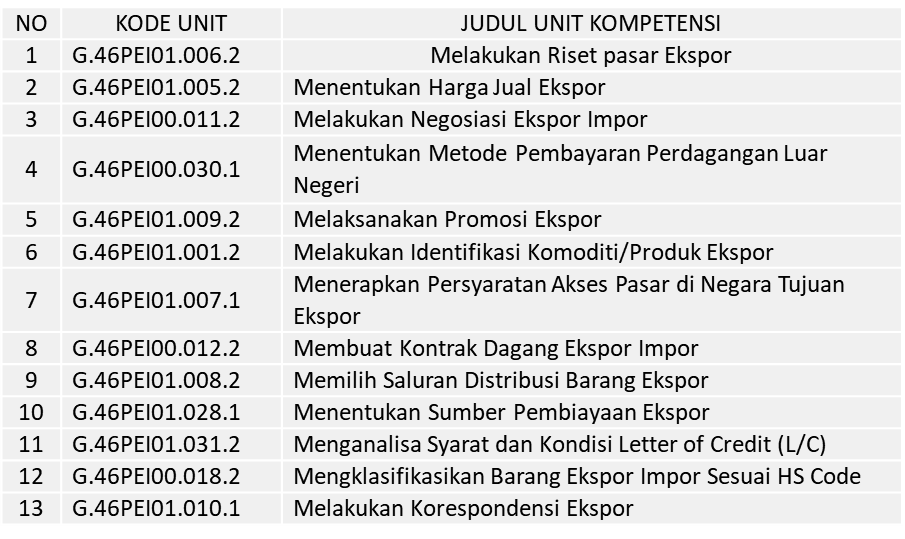 NO KODE UNIT JUDUL UNIT KOMPETENSI
1 G.46PEI01.006.2 Melakukan Riset pasar Ekspor
2 G.46PEI01.005.2 Menentukan Harga Jual Ekspor
3 G.46PEI00.011.2 Melakukan Negosiasi Ekspor Impor
4 G.46PEI00.030.1 Menentukan Metode Pembayaran Perdagangan Luar
Negeri
5 G.46PEI01.009.2 Melaksanakan Promosi Ekspor
6 G.46PEI01.001.2 Melakukan Identifikasi Komoditi/Produk Ekspor
7 G.46PEI01.007.1 Menerapkan Persyaratan Akses Pasar di Negara Tujuan
Ekspor
8 G.46PEI00.012.2 Membuat Kontrak Dagang Ekspor Impor
9 G.46PEI01.008.2 Memilih Saluran Distribusi Barang Ekspor
10 G.46PEI01.028.1 Menentukan Sumber Pembiayaan Ekspor
11 G.46PEI01.031.2 Menganalisa Syarat dan Kondisi Letter of Credit (L/C)
12 G.46PEI00.018.2 Mengklasifikasikan Barang Ekspor Impor Sesuai HS Code
13 G.46PEI01.010.1 Melakukan Korespondensi Ekspor